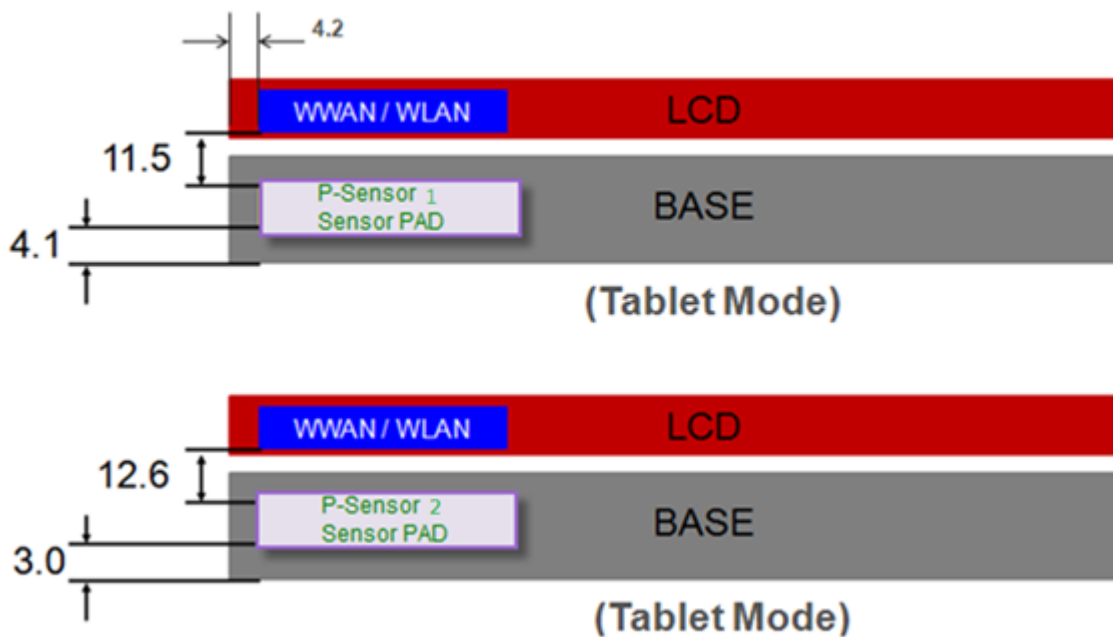 4.2
WWAN / WLAN
LCD
11.5
P-Sensor 1
Sensor PAD
BASE
4.1
(Tablet Mode)
WWAN / WLAN
LCD
12.6
P-Sensor 2
Sensor PAD
BASE
3.0
(Tablet Mode)